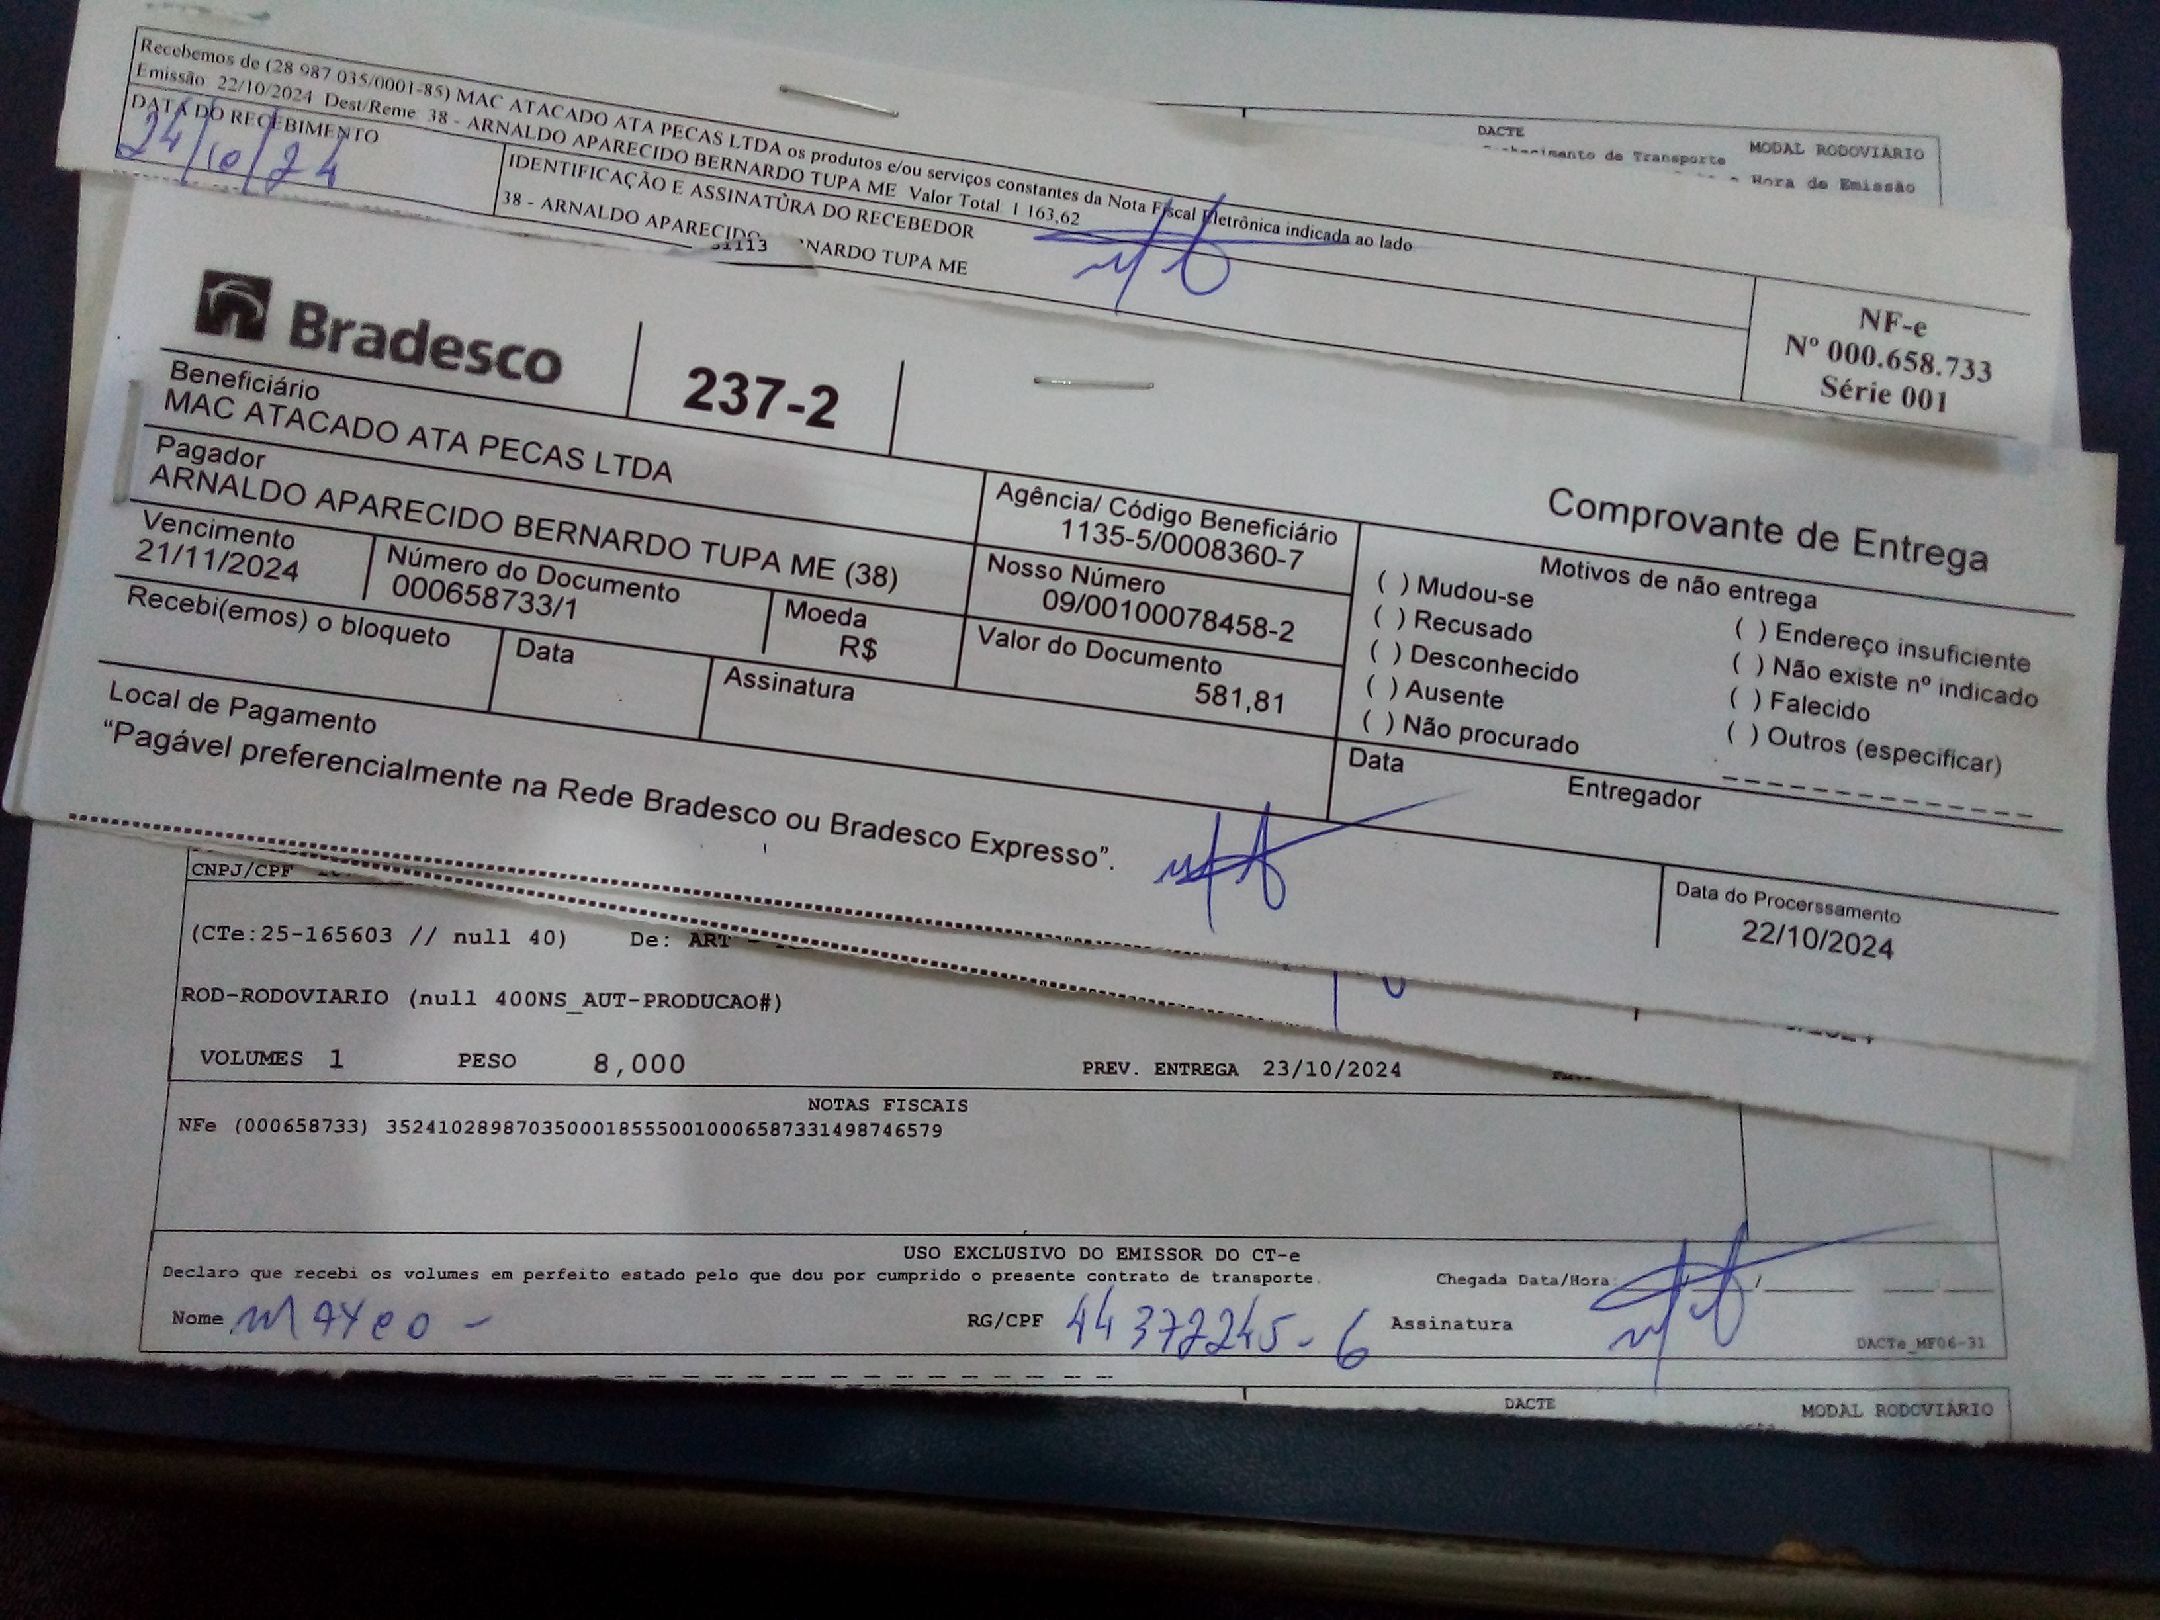 Recebemos de (28 987 035/0001-85) MAC ATACADO ATA PECAS LTDA os produtos e/ou serviços constantes da Nota Fiscal Eletrônica indicada ao lado
Emissão 22/10/2024 Dest/Reme 38 - ARNALDO APARECIDO BERNARDO TUPA ME Valor Total 1 163,62
DATA DO RECEBIMENTO
24/10/24
IDENTIFICAÇÃO E ASSINATURA DO RECEBEDOR
38 - ARNALDO APARECIDO NARDO TUPA ME
NF-e
Nº 000.658.733
Série 001
DACTE
MODAL RODOVIÁRIO
de Transporte
Hora de Emissão
Bradesco
237-2
Comprovante de Entrega
Beneficiário
MAC ATACADO ATA PECAS LTDA
Agência/ Código Beneficiário
1135-5/0008360-7
Motivos de não entrega
Pagador
ARNALDO APARECIDO BERNARDO TUPA ME (38)
Nosso Número
09/001000078458-2
( ) Mudou-se
( ) Recusado
( ) Desconhecido
( ) Ausente
( ) Não procurado
( ) Endereço insuficiente
( ) Não existe nº indicado
( ) Falecido
( ) Outros (especificar)
Vencimento
21/11/2024
Número do Documento
000658733/1
Moeda
R$
Valor do Documento
581,81
Recebi(emos) o bloqueto
Data
Assinatura
Data
Entregador
Local de Pagamento
“Pagável preferencialmente na Rede Bradesco ou Bradesco Expresso”.
Data do Procerssamento
22/10/2024
CNPJ/CPF
(CTe:25-165603 // null 40) De: ART
ROD-RODOVIARIO (null 400NS_AUT-PRODUCAO#)
VOLUMES 1 PESO 8,000 PREV. ENTREGA 23/10/2024
NOTAS FISCAIS
NFe (000658733) 35241028987035000185550010006587331498746579
USO EXCLUSIVO DO EMISSOR DO CT-e
Declaro que recebi os volumes em perfeito estado pelo que dou por cumprido o presente contrato de transporte.
Chegada Data/Hora
Nome
RG/CPF 44372245-6
Assinatura
DACTe_MF06-31
DACTE
MODAL RODOVIÁRIO